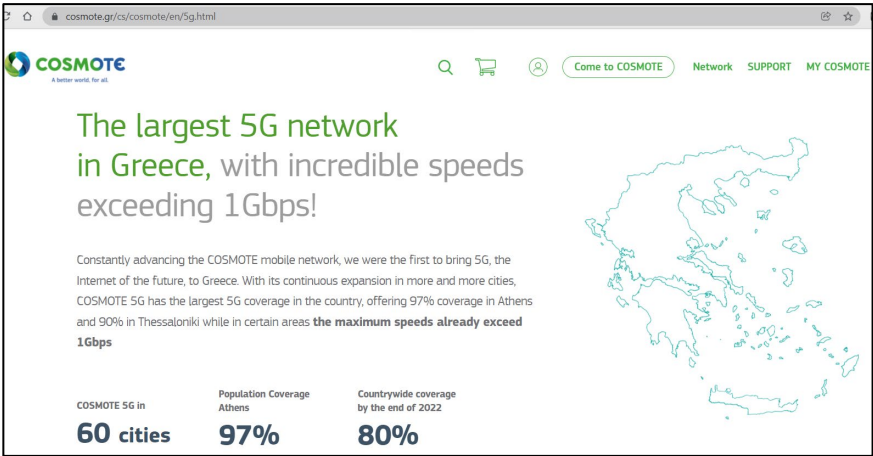 cosmote.gr/cs/cosmote/en/5g.html
COSMOTE
A better world. for all.
Come to COSMOTE
Network
SUPPORT
MY COSMOTE
The largest 5G network
in Greece, with incredible speeds
exceeding 1Gbps!
Constantly advancing the COSMOTE mobile network, we were the first to bring 5G, the
Internet of the future, to Greece. With its continuous expansion in more and more cities,
COSMOTE 5G has the largest 5G coverage in the country, offering 97% coverage in Athens
and 90% in Thessaloniki while in certain areas the maximum speeds already exceed
1Gbps
COSMOTE 5G in
60 cities
Population Coverage
Athens
97%
Countrywide coverage
by the end of 2022
80%